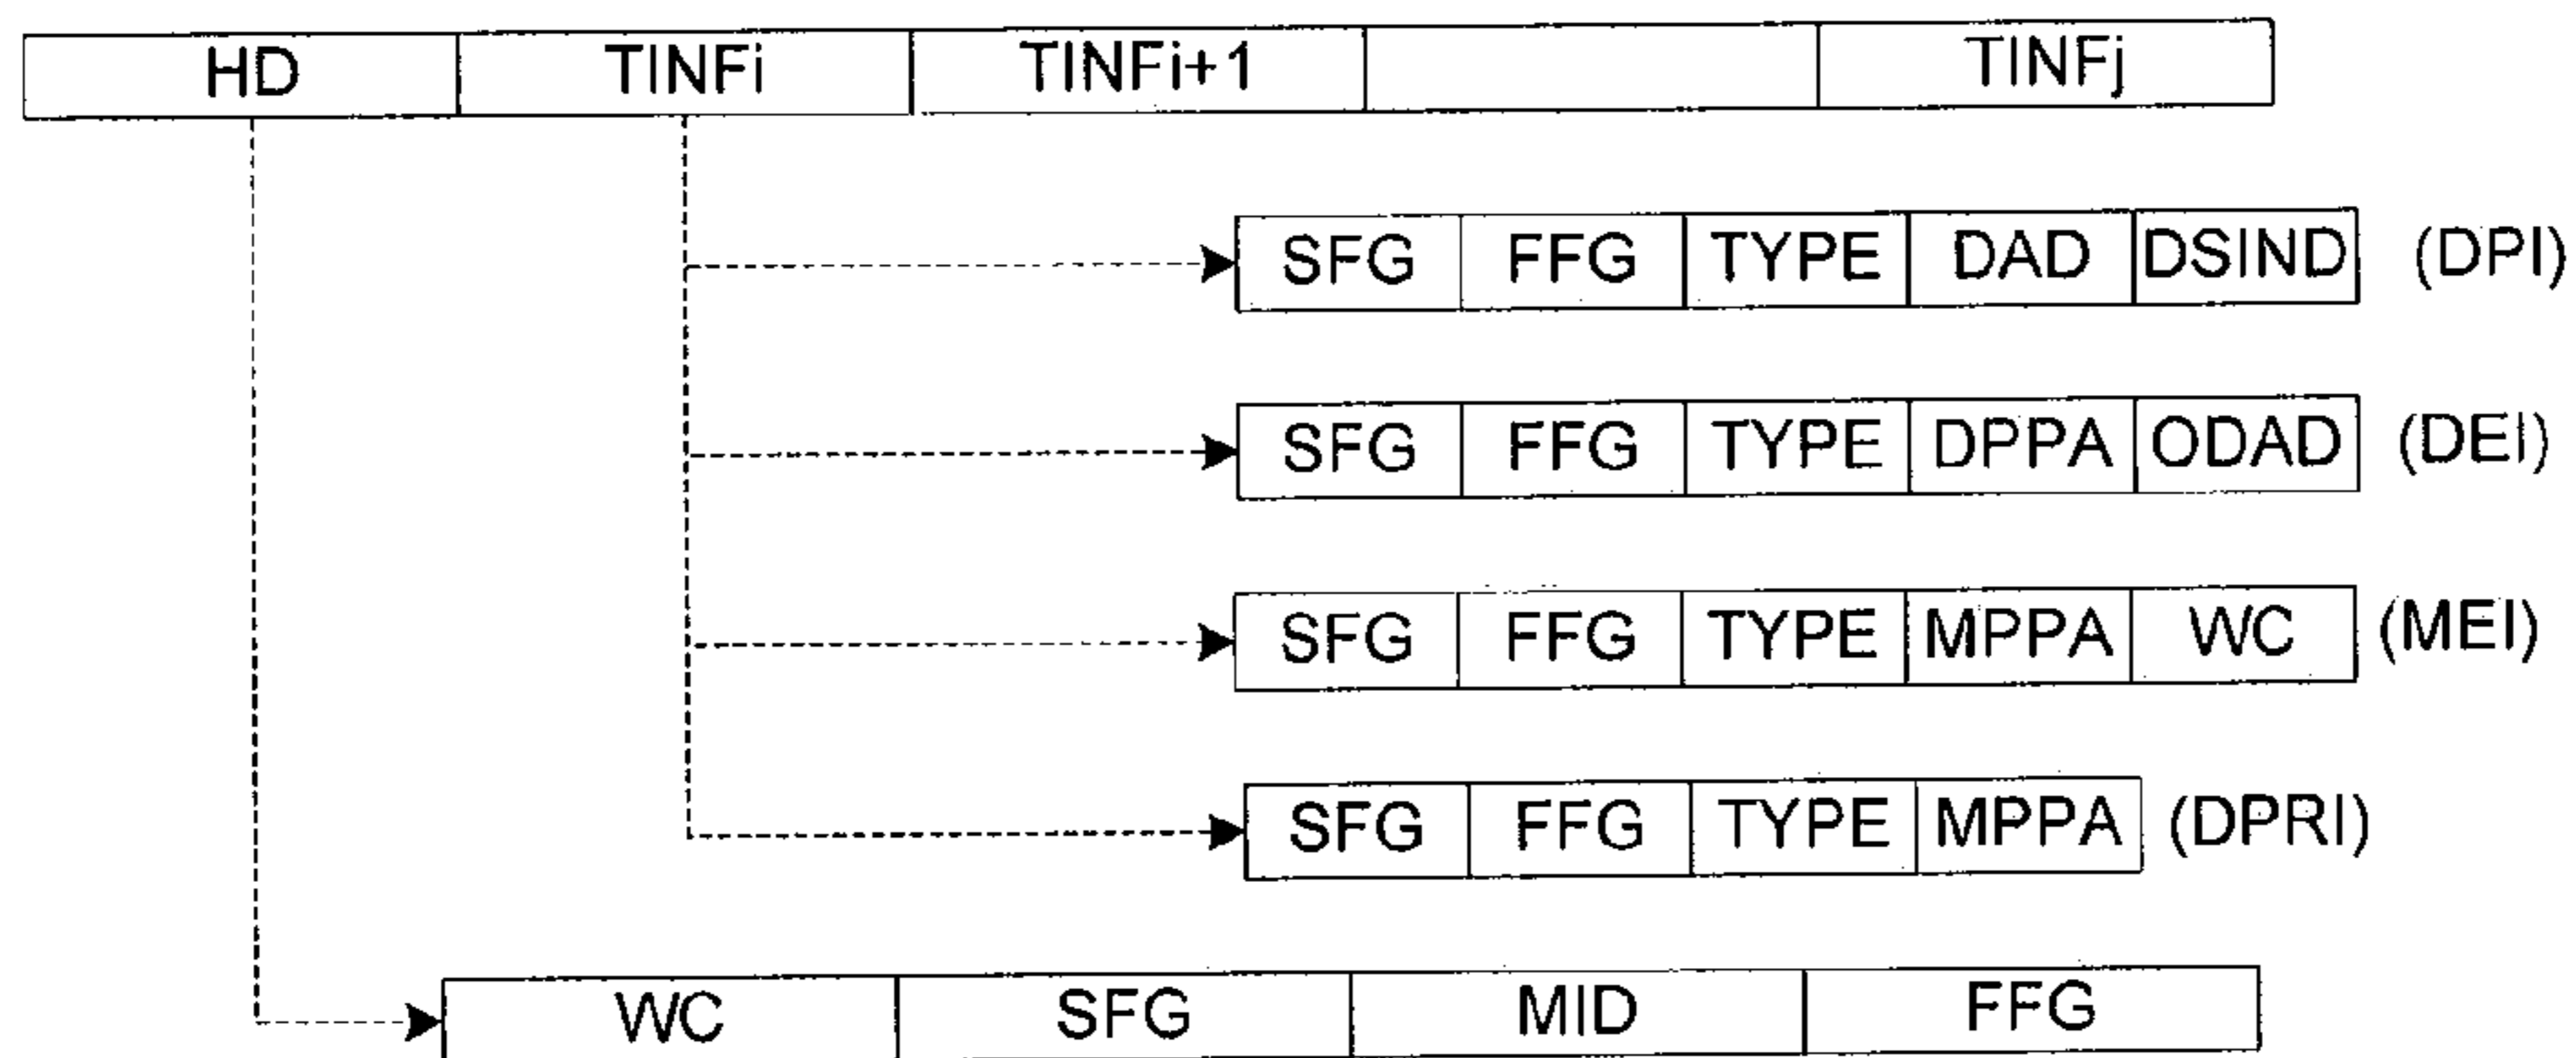 HD TINFi TINFi+1 TINFj
SFG FFG TYPE DAD DSIND (DPI)
SFG FFG TYPE DPPA ODAD (DEI)
SFG FFG TYPE MPPA WC (MEI)
SFG FFG TYPE MPPA (DPRI)
WC SFG MID FFG